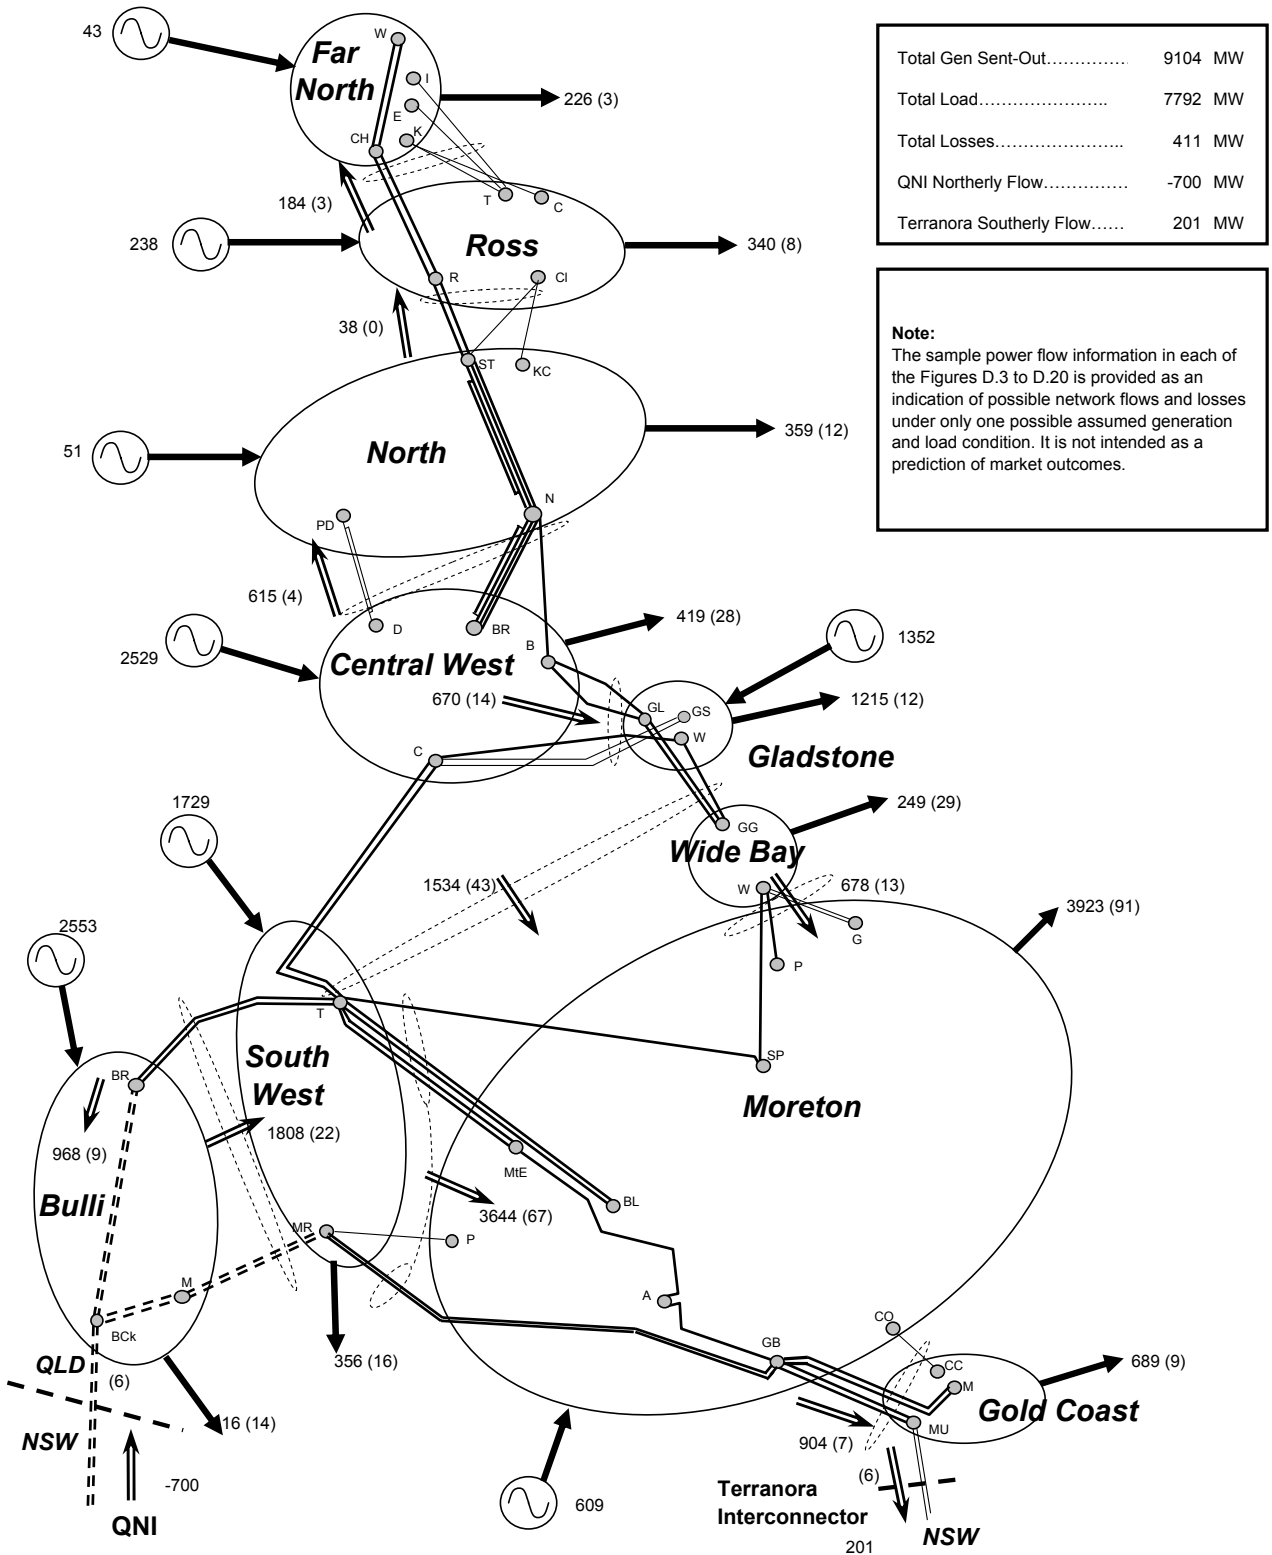 43
Far
North
W
I
E
K
CH
226 (3)
Total Gen Sent-Out.............. 9104 MW
Total Load...................... 7792 MW
Total Losses...................... 411 MW
QNI Northerly Flow............... -700 MW
Terranora Southerly Flow...... 201 MW
184 (3)
T
C
238
Ross
340 (8)
R
CI
38 (0)
ST
KC
Note:
The sample power flow information in each of
the Figures D.3 to D.20 is provided as an
indication of possible network flows and losses
under only one possible assumed generation
and load condition. It is not intended as a
prediction of market outcomes.
51
North
359 (12)
N
PD
615 (4)
D
BR
B
419 (28)
2529
1352
Central West
670 (14)
GL
GS
W
1215 (12)
C
Gladstone
1729
249 (29)
GG
Wide Bay
1534 (43)
W
678 (13)
3923 (91)
G
P
2553
T
South
West
SP
BR
Moreton
968 (9)
1808 (22)
MtE
BL
Bulli
3644 (67)
MR
P
M
A
BCk
CO
GB
CC
QLD
(6)
356 (16)
689 (9)
M
Gold Coast
16 (14)
MU
NSW
904 (7)
(6)
-700
QNI
609
Terranora
Interconnector
NSW
201